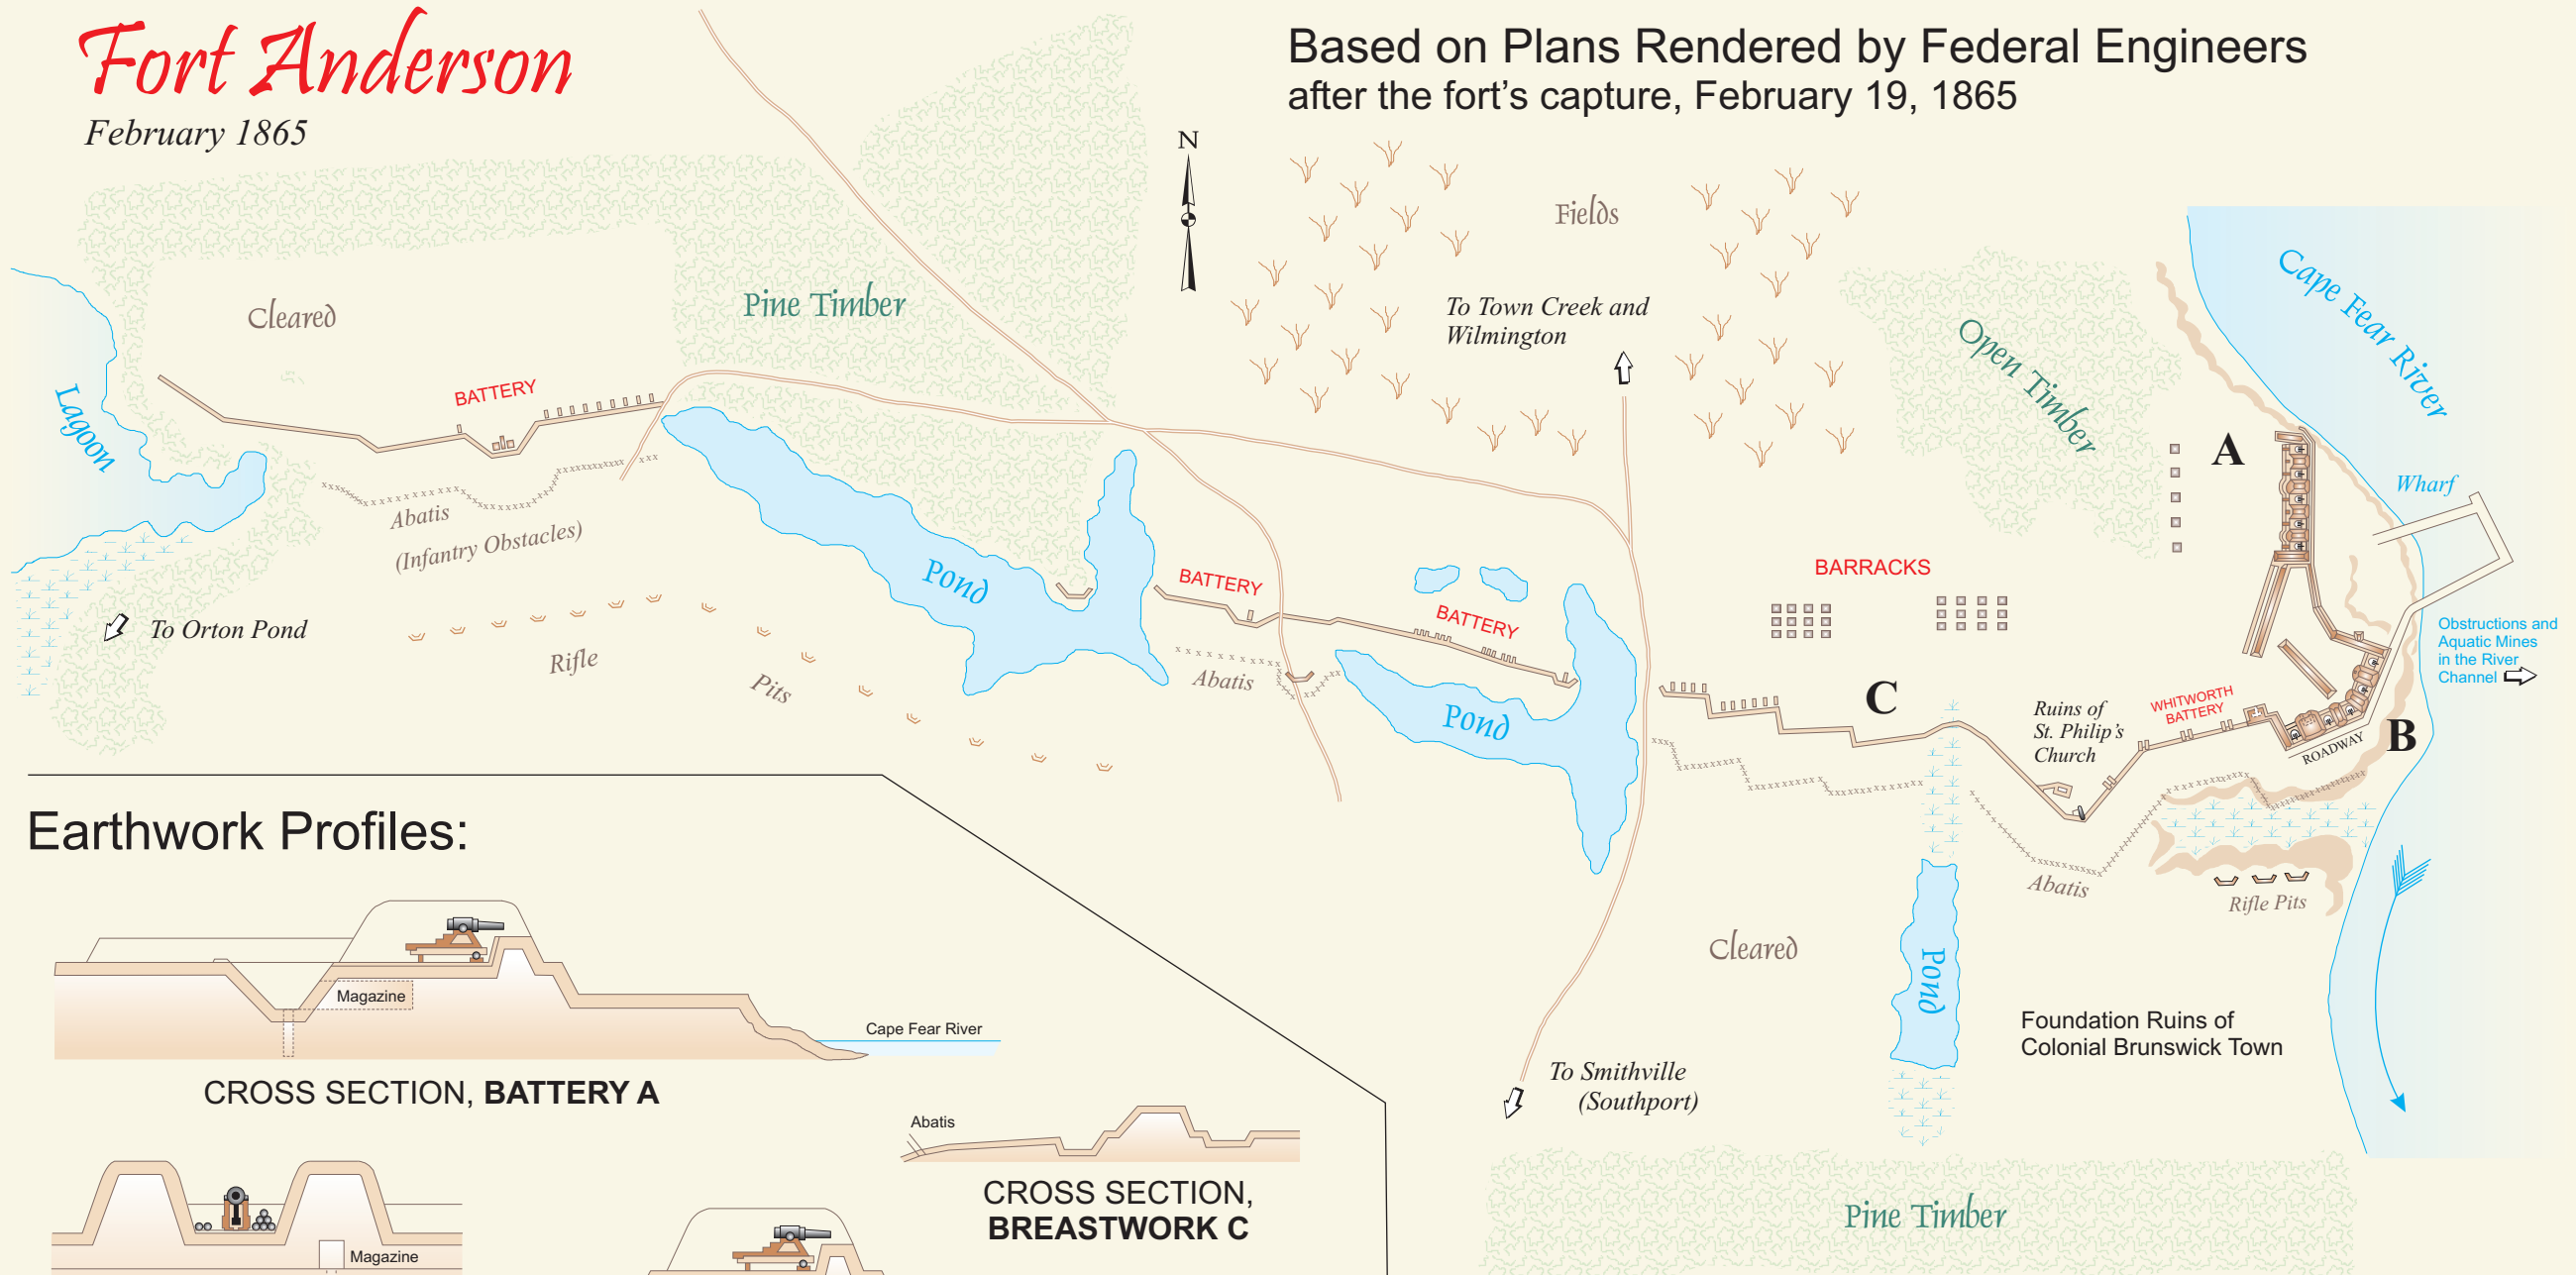 Fort Anderson
February 1865
Based on Plans Rendered by Federal Engineers
after the fort's capture, February 19, 1865
N
Fields
Cleared
Pine Timber
To Town Creek and
Wilmington
Open Timber
Cape Fear River
Lagoon
BATTERY
Abatis
(Infantry Obstacles)
A
Wharf
To Orton Pond
Rifle
Pits
Pond
BATTERY
Abatis
BATTERY
Pond
BARRACKS
C
Obstructions and
Aquatic Mines
in the River
Channel
Ruins of
St. Philip's
Church
WHITWORTH
BATTERY
ROADWAY
B
Abatis
Rifle Pits
Cleared
Pond
Foundation Ruins of
Colonial Brunswick Town
To Smithville
(Southport)
Pine Timber
Earthwork Profiles:
Magazine
Cape Fear River
CROSS SECTION, BATTERY A
Abatis
CROSS SECTION,
BREASTWORK C
Magazine